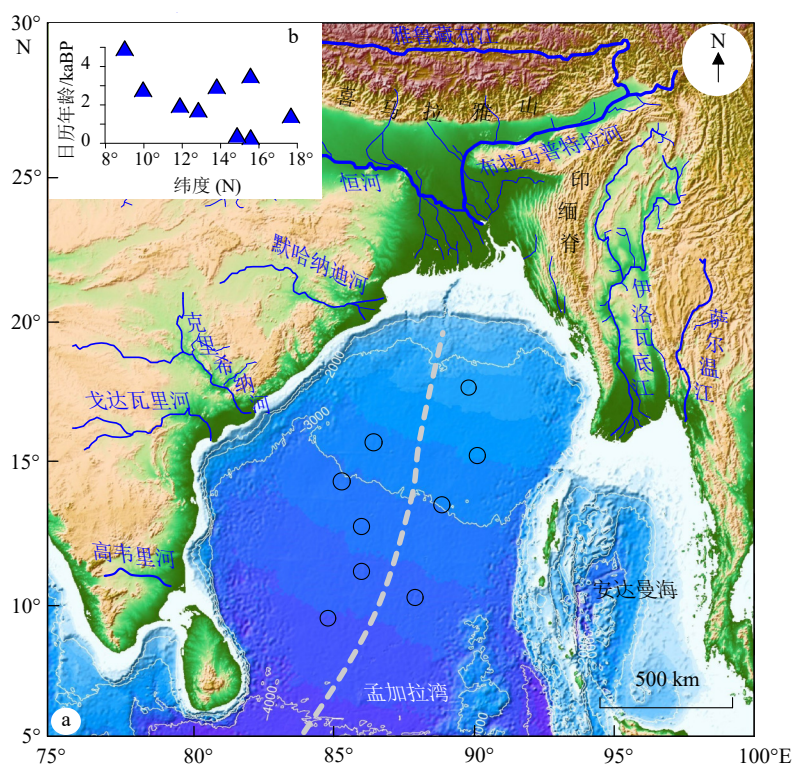 30°
N
25°
20°
15°
10°
5°
75°
80°
85°
90°
95°
100°E
b
日历年龄/kaBP
4
2
0
8°
10°
12°
14°
16°
18°
纬度 (N)
N
雅鲁藏布江
喜马拉雅山
布拉马普特拉河
恒河
印缅脊
默哈纳迪河
伊洛瓦底江
萨尔温江
克里希纳河
戈达瓦里河
高韦里河
安达曼海
孟加拉湾
-2000
-3000
-4000
500 km
a